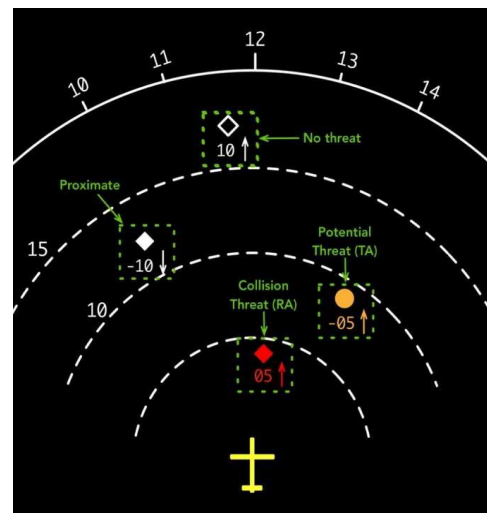 12
11
13
10
14
10 ↑
No threat
Proximate
15
-10 ↓
Potential
Threat (TA)
10
Collision
Threat (RA)
-05 ↑
05 ↑